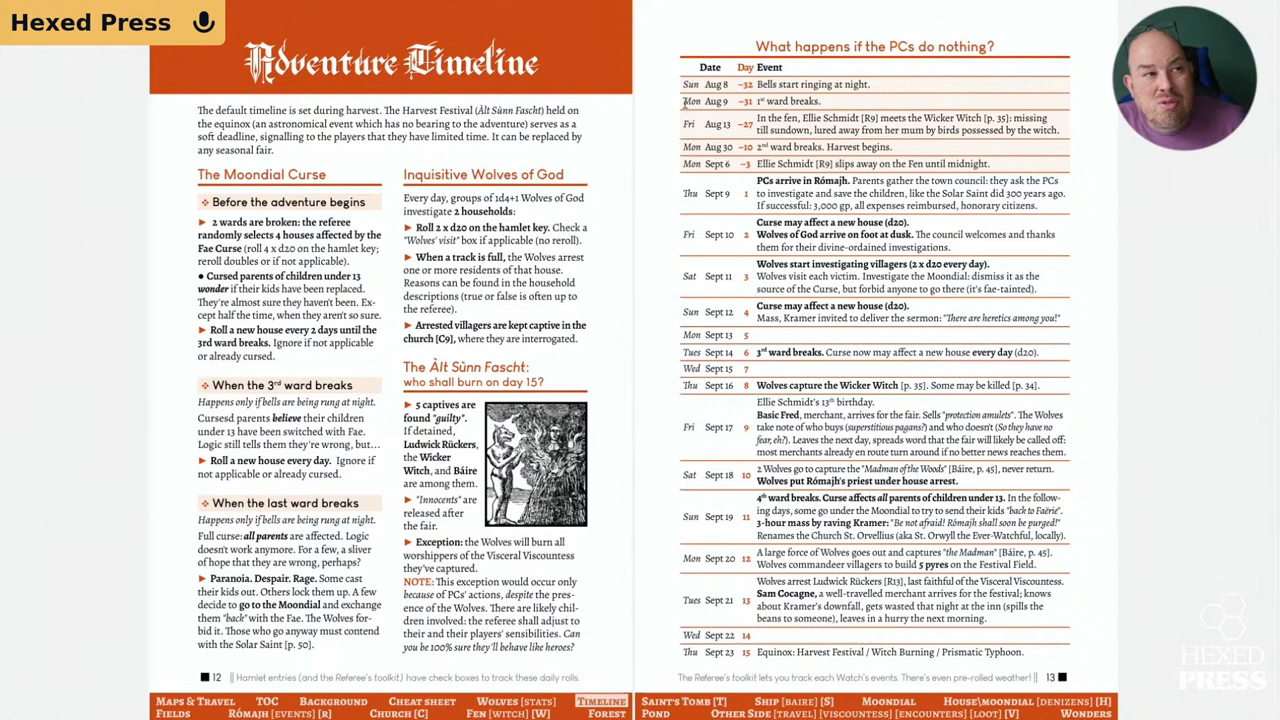 Hexed Press
Adventure Timeline
The default timeline is set during harvest. The Harvest Festival (Àlt Sùnn Fascht) held on
the equinox (an astronomical event which has no bearing to the adventure) serves as a
soft deadline, signalling to the players that they have limited time. It can be replaced by
any seasonal fair.
The Moondial Curse
❖ Before the adventure begins
► 2 wards are broken: the referee
randomly selects 4 houses affected by the
Fae Curse (roll 4 x d20 on the hamlet key;
reroll doubles or if not applicable).
● Cursed parents of children under 13
wonder if their kids have been replaced.
They're almost sure they haven't been. Ex-
cept half the time, when they aren't so sure.
► Roll a new house every 2 days until the
3rd ward breaks. Ignore if not applicable
or already cursed.
❖ When the 3rd ward breaks
Happens only if bells are being rung at night.
Cursesd parents believe their children
under 13 have been switched with Fae.
Logic still tells them they're wrong, but…
► Roll a new house every day. Ignore if
not applicable or already cursed.
❖ When the last ward breaks
Happens only if bells are being rung at night.
Full curse: all parents are affected. Logic
doesn't work anymore. For a few, a sliver
of hope that they are wrong, perhaps?
► Paranoia. Despair. Rage. Some cast
their kids out. Others lock them up. A few
decide to go to the Moondial and exchange
them "back" with the Fae. The Wolves for-
bid it. Those who go anyway must contend
with the Solar Saint [p. 50].
Inquisitive Wolves of God
Every day, groups of 1d4+1 Wolves of God
investigate 2 households:
► Roll 2 x d20 on the hamlet key. Check a
"Wolves' visit" box if applicable (no reroll).
► When a track is full, the Wolves arrest
one or more residents of that house.
Reasons can be found in the household
descriptions (true or false is often up to
the referee).
► Arrested villagers are kept captive in the
church [C9], where they are interrogated.
The Àlt Sùnn Fascht:
who shall burn on day 15?
► 5 captives are
found "guilty".
If detained,
Ludwick Rückers,
the Wicker
Witch, and Báire
are among them.
► "Innocents" are
released after
the fair.
► Exception: the Wolves will burn all
worshippers of the Visceral Viscountess
they've captured.
NOTE: This exception would occur only
because of PCs' actions, despite the pres-
ence of the Wolves. There are likely chil-
dren involved: the referee shall adjust to
their and their players' sensibilities. Can
you be 100% sure they'll behave like heroes?
■ 12 || Hamlet entries (and the Referee's toolkit) have check boxes to track these daily rolls.
What happens if the PCs do nothing?
Date Day Event
Sun Aug 8 –32 Bells start ringing at night.
Mon Aug 9 –31 1st ward breaks.
Fri Aug 13 –27 In the fen, Ellie Schmidt [R9] meets the Wicker Witch [p. 35]: missing
till sundown, lured away from her mum by birds possessed by the witch.
Mon Aug 30 –10 2nd ward breaks. Harvest begins.
Mon Sept 6 –3 Ellie Schmidt [R9] slips away on the Fen until midnight.
Thu Sept 9 1 PCs arrive in Rómajh. Parents gather the town council: they ask the PCs
to investigate and save the children, like the Solar Saint did 300 years ago.
If successful: 3,000 gp, all expenses reimbursed, honorary citizens.
Fri Sept 10 2 Curse may affect a new house (d20).
Wolves of God arrive on foot at dusk. The council welcomes and thanks
them for their divine-ordained investigations.
Sat Sept 11 3 Wolves start investigating villagers (2 x d20 every day).
Wolves visit each victim. Investigate the Moondial: dismiss it as the
source of the Curse, but forbid anyone to go there (it's fae-tainted).
Sun Sept 12 4 Curse may affect a new house (d20).
Mass, Kramer invited to deliver the sermon: "There are heretics among you!"
Mon Sept 13 5
Tues Sept 14 6 3rd ward breaks. Curse now may affect a new house every day (d20).
Wed Sept 15 7
Thu Sept 16 8 Wolves capture the Wicker Witch [p. 35]. Some may be killed [p. 34].
Fri Sept 17 9 Ellie Schmidt's 13th birthday.
Basic Fred, merchant, arrives for the fair. Sells "protection amulets". The Wolves
take note of who buys (superstitious pagans?) and who doesn't (So they have no
fear, eh?). Leaves the next day, spreads word that the fair will likely be called off:
most merchants already en route turn around if no better news reaches them.
Sat Sept 18 10 2 Wolves go to capture the "Madman of the Woods" [Báire, p. 45], never return.
Wolves put Rómajh's priest under house arrest.
Sun Sept 19 11 4th ward breaks. Curse affects all parents of children under 13. In the follow-
ing days, some go under the Moondial to try to send their kids "back to Faërie".
3-hour mass by raving Kramer: "Be not afraid! Rómajh shall soon be purged!"
Renames the Church St. Orvellius (aka St. Orwyll the Ever-Watchful, locally).
Mon Sept 20 12 A large force of Wolves goes out and captures "the Madman" [Báire, p. 45].
Wolves commandeer villagers to build 5 pyres on the Festival Field.
Tues Sept 21 13 Wolves arrest Ludwick Rückers [R13], last faithful of the Visceral Viscountess.
Sam Cocagne, a well-travelled merchant arrives for the festival; knows
about Kramer's downfall, gets wasted that night at the inn (spills the
beans to someone), leaves in a hurry the next morning.
Wed Sept 22 14
Thu Sept 23 15 Equinox: Harvest Festival / Witch Burning / Prismatic Typhoon.
The Referee's toolkit lets you track each Watch's events. There's even pre-rolled weather! || 13 ■
Maps & Travel TOC Background Cheat sheet Wolves [stats] Timeline
Fields Rómajh [events] [R] Church [C] Fen [witch] [W] Forest
Saint's Tomb [T] Ship [Baire] [S] Moondial House\moondial [denizens] [H]
Pond Other Side [travel] [viscountess] [encounters] [loot] [V] Wonders
HEXED
PRESS